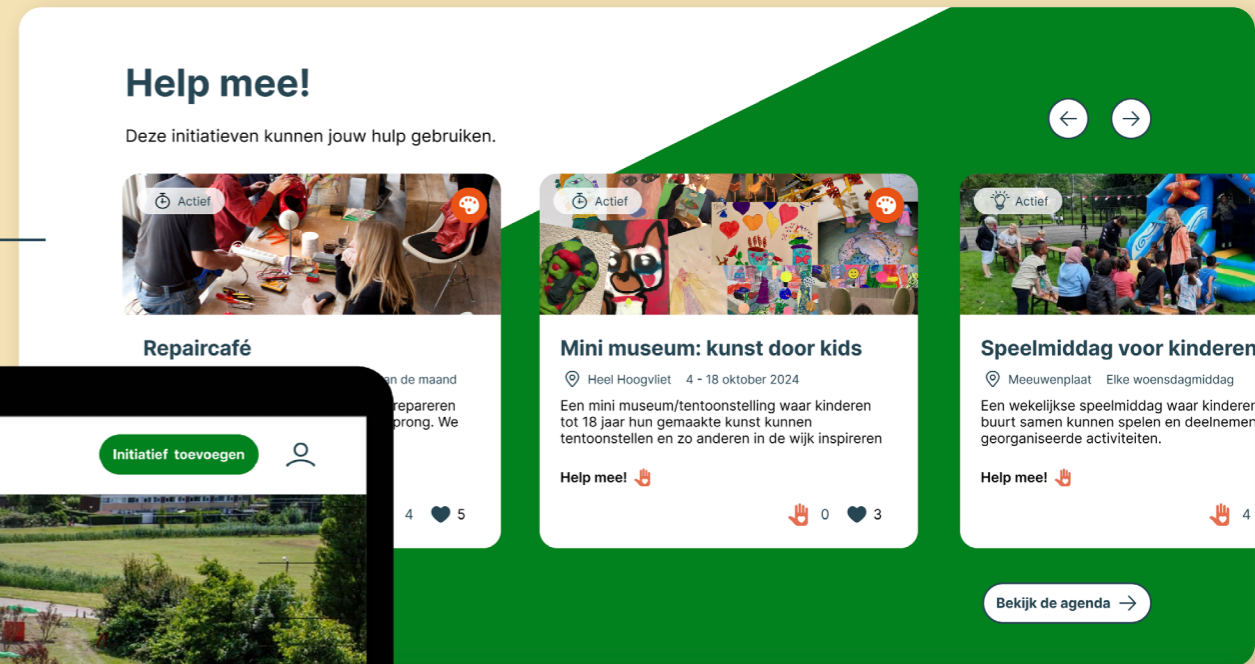 Help mee!
Deze initiatieven kunnen jouw hulp gebruiken.
Actief
Repaircafé
an de maand
repareren
prong. We
4 5
Actief
Mini museum: kunst door kids
Heel Hoogvliet 4 - 18 oktober 2024
Een mini museum/tentoonstelling waar kinderen
tot 18 jaar hun gemaakte kunst kunnen
tentoonstellen en zo anderen in de wijk inspireren
Help mee!
0 3
Actief
Speelmiddag voor kinderen
Meeuwenplaat Elke woensdagmiddag
Een wekelijkse speelmiddag waar kinderen
buurt samen kunnen spelen en deelnemen
georganiseerde activiteiten.
Help mee!
4
Initiatief toevoegen
Bekijk de agenda